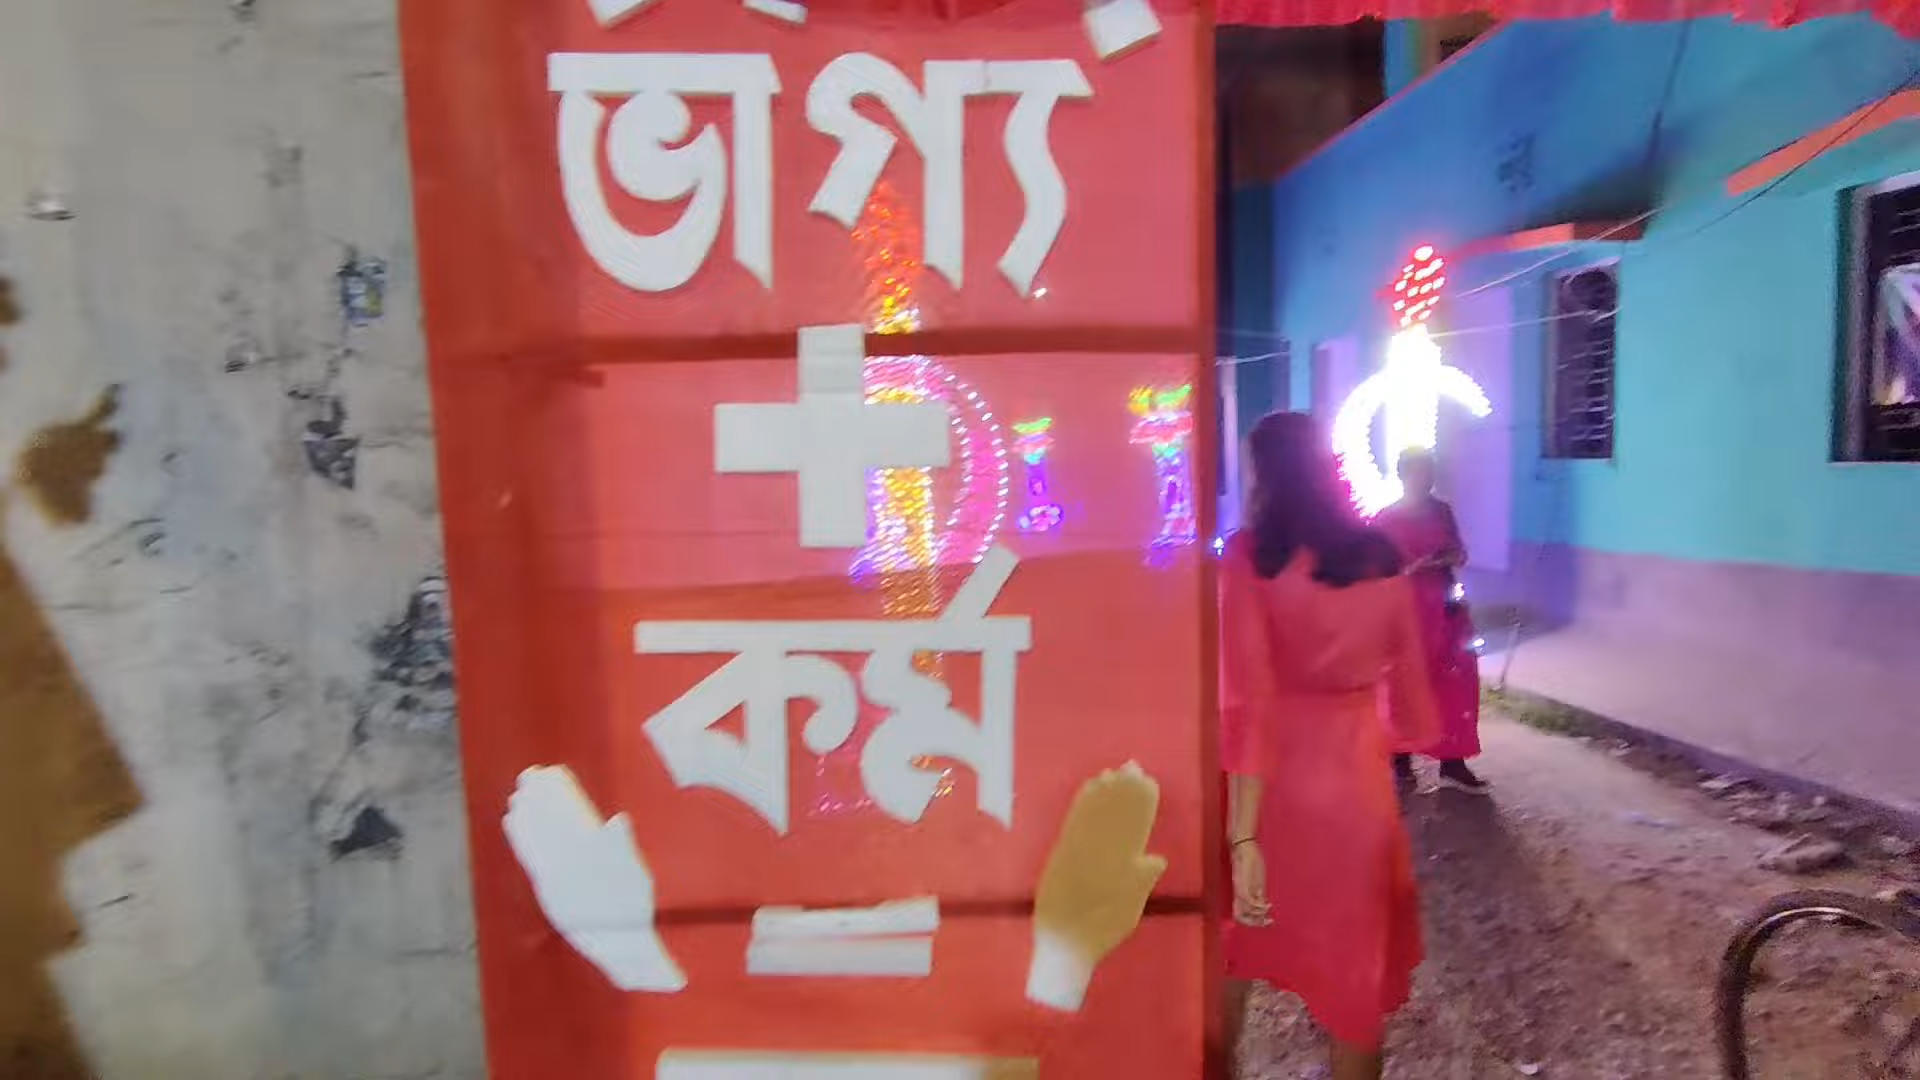 ভাগ্য
+
কর্ম
=